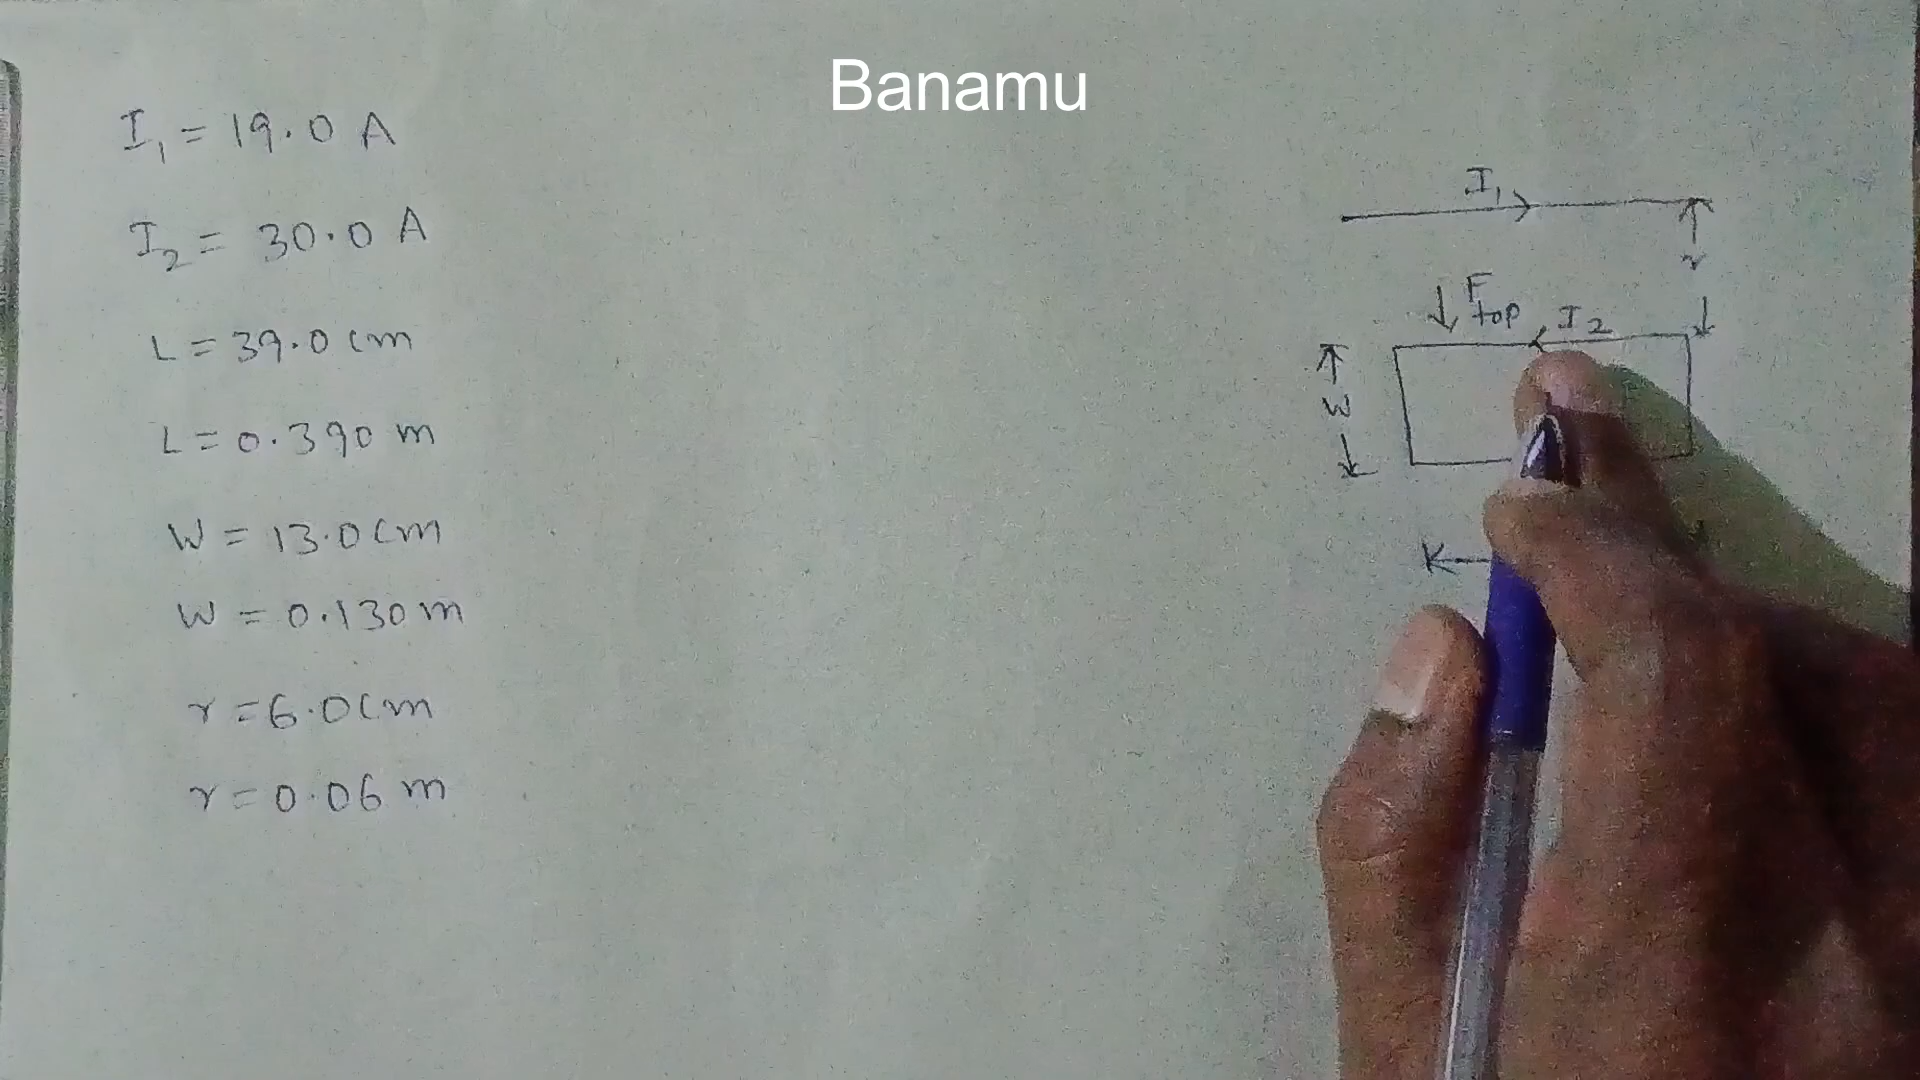 Banamu
I₁ = 19.0 A
I₂ = 30.0 A
L = 39.0 cm
L = 0.390 m
W = 13.0 cm
W = 0.130 m
r = 6.0 cm
r = 0.06 m
I₁
r
F top I₂
W